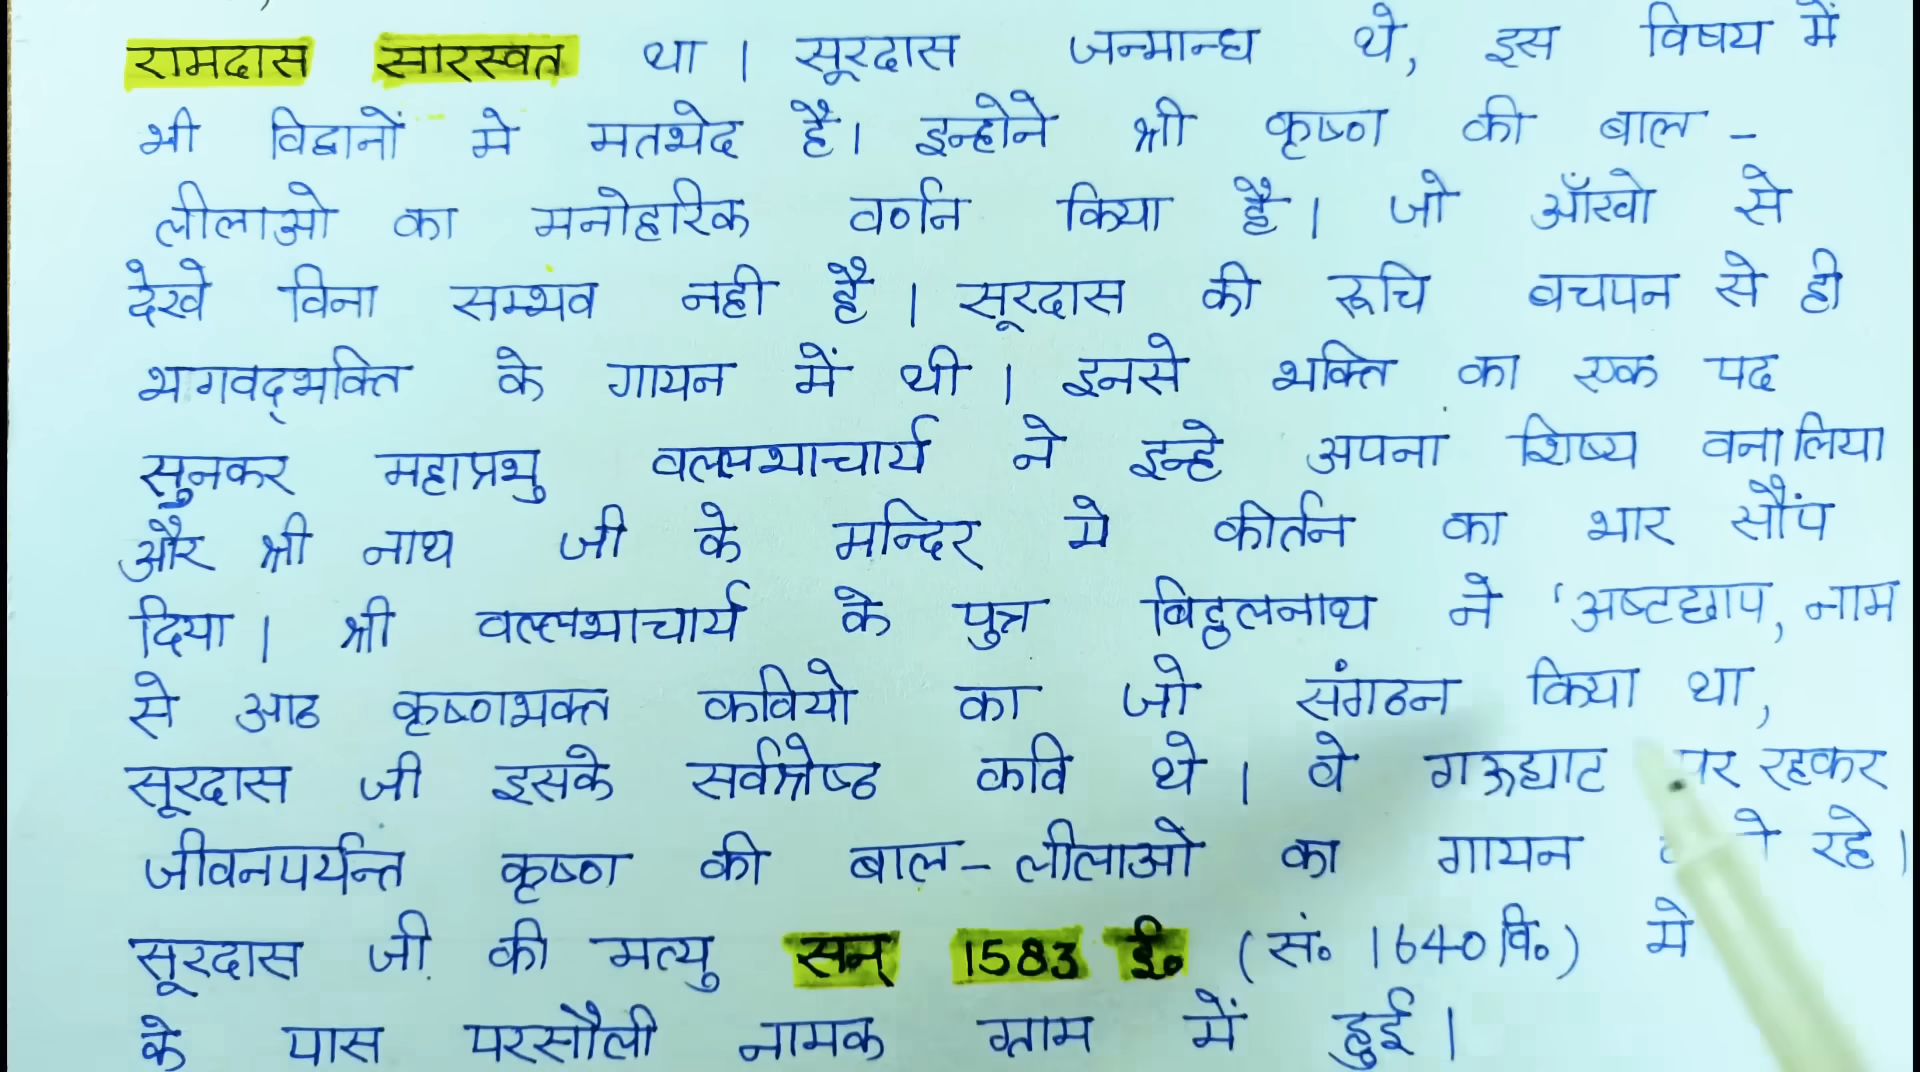 रामदास सारस्वत था। सूरदास जन्मान्ध थे, इस विषय में
भी विद्वानों मे मतभेद है। इन्होने श्री कृष्ण की बाल -
लीलाओ का मनोहरिक वर्णन किया है। जो आँखो से
देखे विना सम्भव नही है। सूरदास की रूचि बचपन से ही
भगवद्भक्ति के गायन में थी। इनसे भक्ति का एक पद
सुनकर महाप्रभु वल्लभाचार्य ने इन्हे अपना शिष्य वना लिया
और श्री नाथ जी के मन्दिर मे कीर्तन का भार सौंप
दिया। श्री वल्लभाचार्य के पुत्र बिट्ठलनाथ ने 'अष्टछाप, नाम
से आठ कृष्णभक्त कवियो का जो संगठन किया था,
सूरदास जी इसके सर्वश्रेष्ठ कवि थे। वे गऊघाट पर रहकर
जीवनपर्यन्त कृष्ण की बाल-लीलाओ का गायन रहे।
सूरदास जी की मत्यु सन् 1583 ई० (सं० 1640 वि०) मे
के पास परसौली नामक ग्राम में हुई।